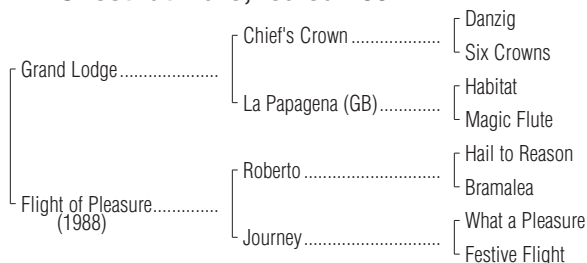 Grand Lodge
Chief's Crown
Danzig
Six Crowns
La Papagena (GB)
Habitat
Magic Flute
Flight of Pleasure
(1988)
Roberto
Hail to Reason
Bramalea
Journey
What a Pleasure
Festive Flight